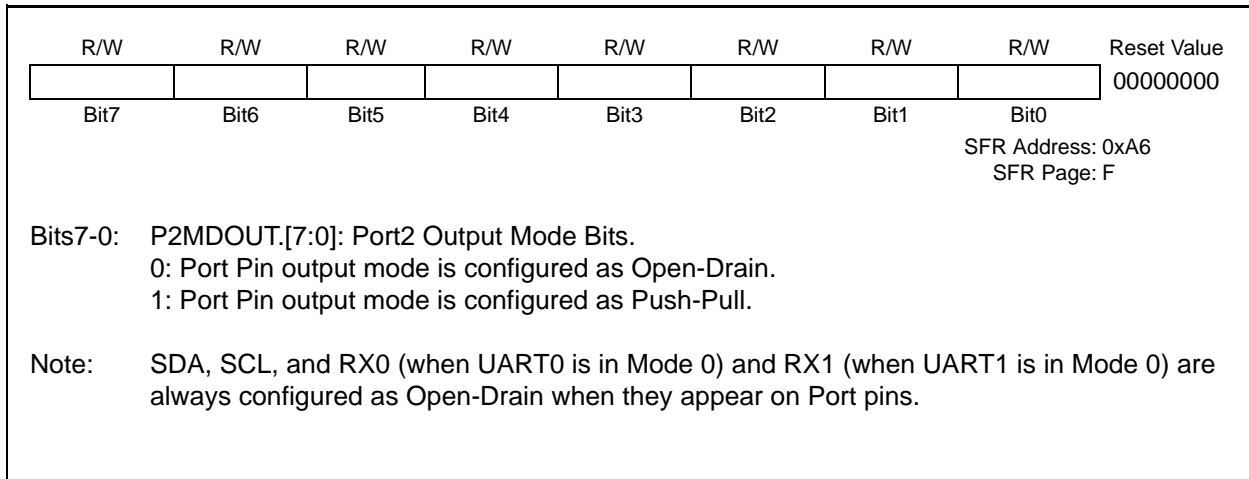 R/W R/W R/W R/W R/W R/W R/W R/W Reset Value
00000000
Bit7 Bit6 Bit5 Bit4 Bit3 Bit2 Bit1 Bit0
SFR Address: 0xA6
SFR Page: F
Bits7-0: P2MDOUT.[7:0]: Port2 Output Mode Bits.
0: Port Pin output mode is configured as Open-Drain.
1: Port Pin output mode is configured as Push-Pull.
Note: SDA, SCL, and RX0 (when UART0 is in Mode 0) and RX1 (when UART1 is in Mode 0) are
always configured as Open-Drain when they appear on Port pins.